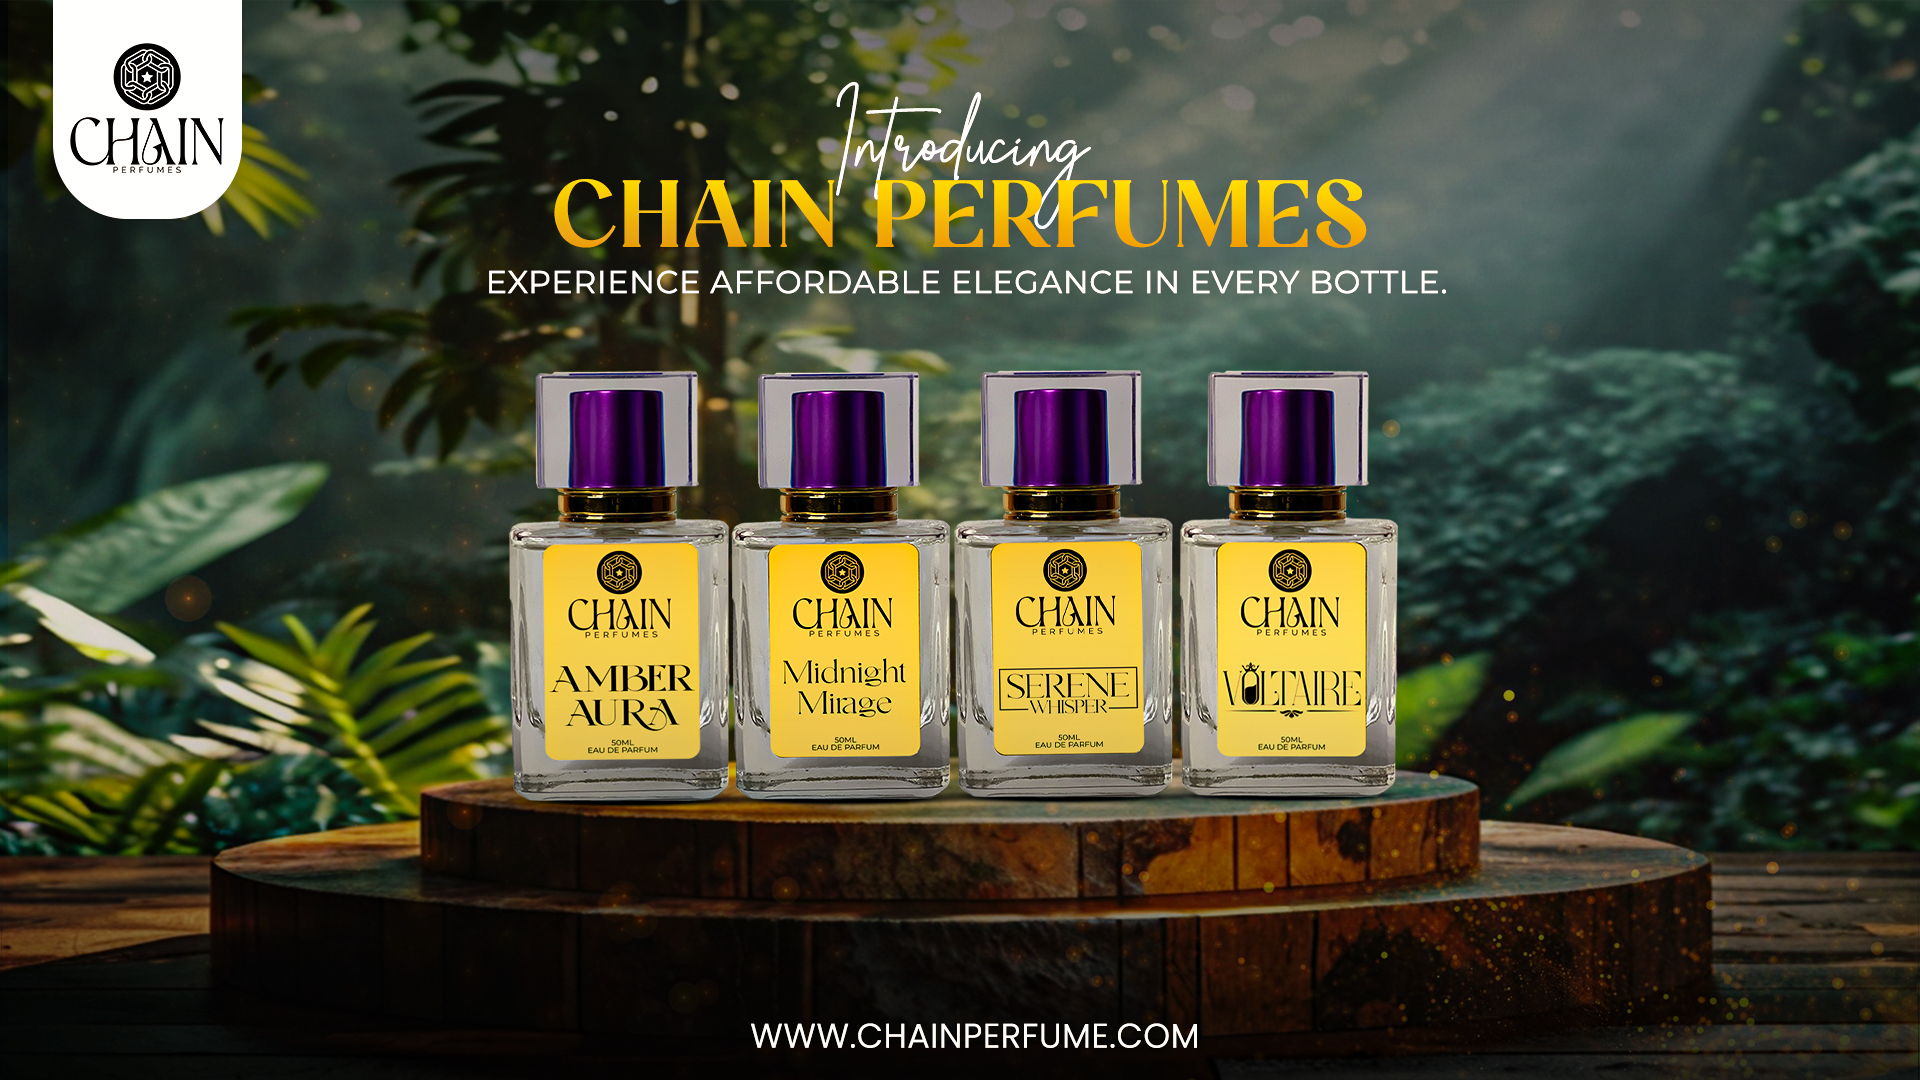 CHAIN
PERFUMES
Introducing
CHAIN PERFUMES
EXPERIENCE AFFORDABLE ELEGANCE IN EVERY BOTTLE.
CHAIN
PERFUMES
AMBER
AURA
50ML
EAU DE PARFUM
CHAIN
PERFUMES
Midnight
Mirage
50ML
EAU DE PARFUM
CHAIN
PERFUMES
SERENE
WHISPER
50ML
EAU DE PARFUM
CHAIN
PERFUMES
VOLTAIRE
50ML
EAU DE PARFUM
WWW.CHAINPERFUME.COM